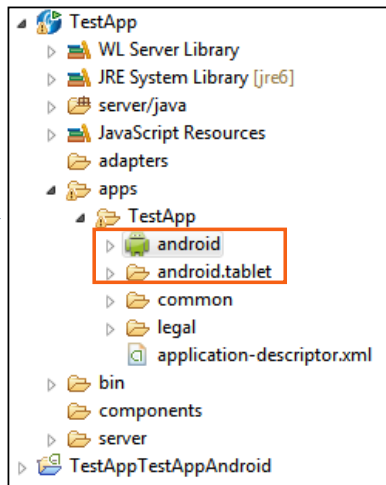 TestApp
WL Server Library
JRE System Library [jre6]
server/java
JavaScript Resources
adapters
apps
TestApp
android
android.tablet
common
legal
application-descriptor.xml
bin
components
server
TestAppTestAppAndroid